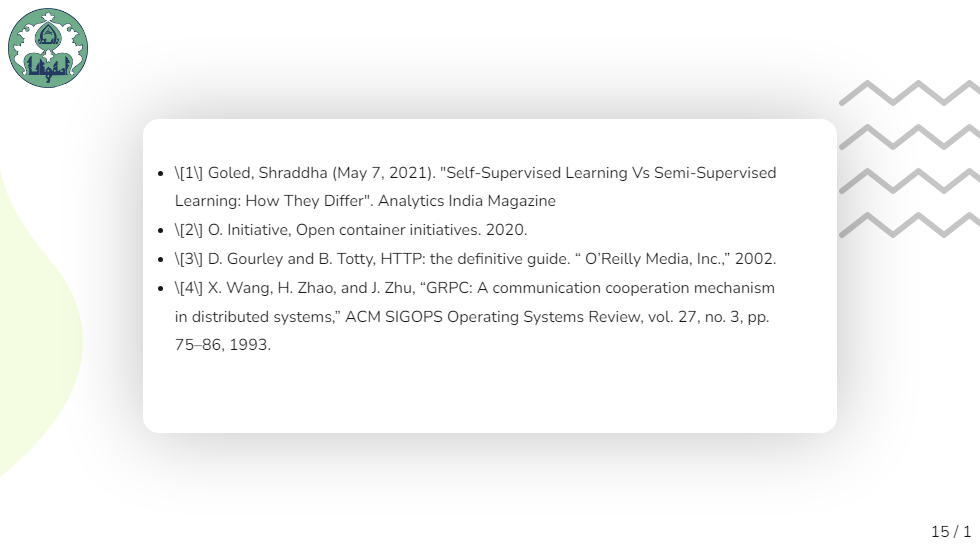 • \[1\] Goled, Shraddha (May 7, 2021). "Self-Supervised Learning Vs Semi-Supervised
Learning: How They Differ". Analytics India Magazine
• \[2\] O. Initiative, Open container initiatives. 2020.
• \[3\] D. Gourley and B. Totty, HTTP: the definitive guide. “ O’Reilly Media, Inc.,” 2002.
• \[4\] X. Wang, H. Zhao, and J. Zhu, “GRPC: A communication cooperation mechanism
in distributed systems,” ACM SIGOPS Operating Systems Review, vol. 27, no. 3, pp.
75–86, 1993.
15 / 1